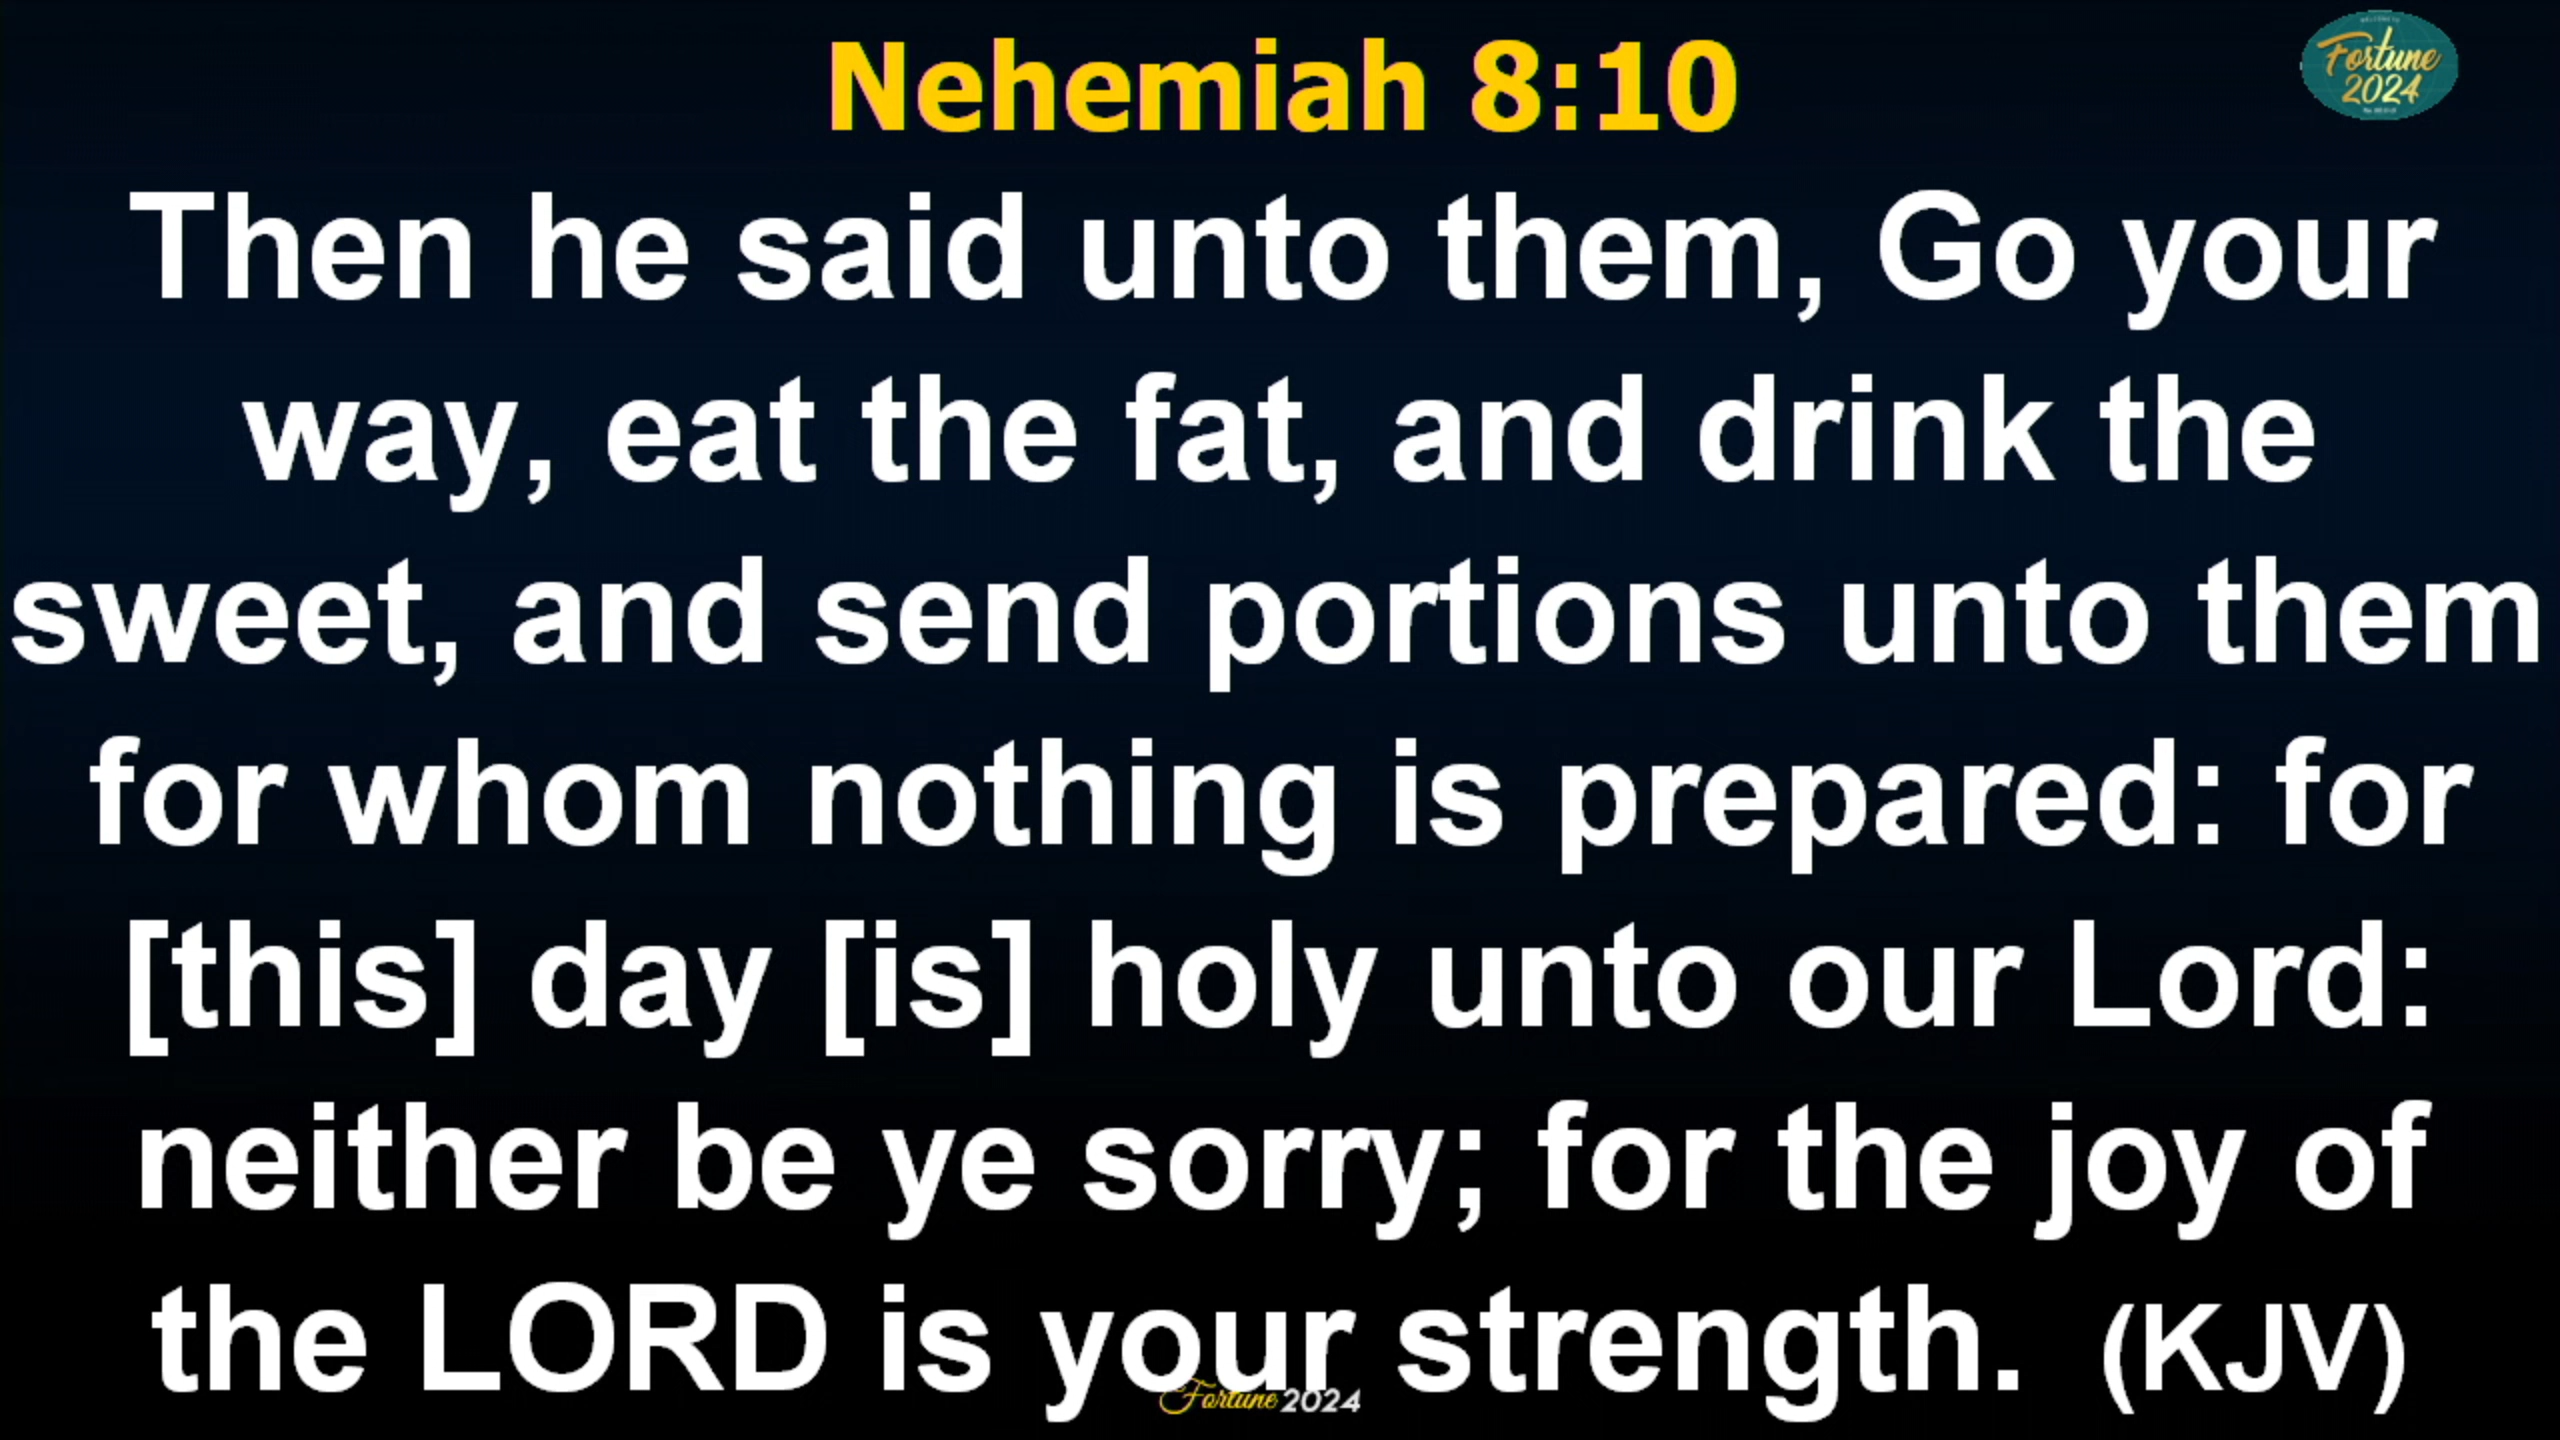 Nehemiah 8:10
Fortune
2024
Then he said unto them, Go your
way, eat the fat, and drink the
sweet, and send portions unto them
for whom nothing is prepared: for
[this] day [is] holy unto our Lord:
neither be ye sorry; for the joy of
the LORD is your strength. (KJV)
Fortune 2024